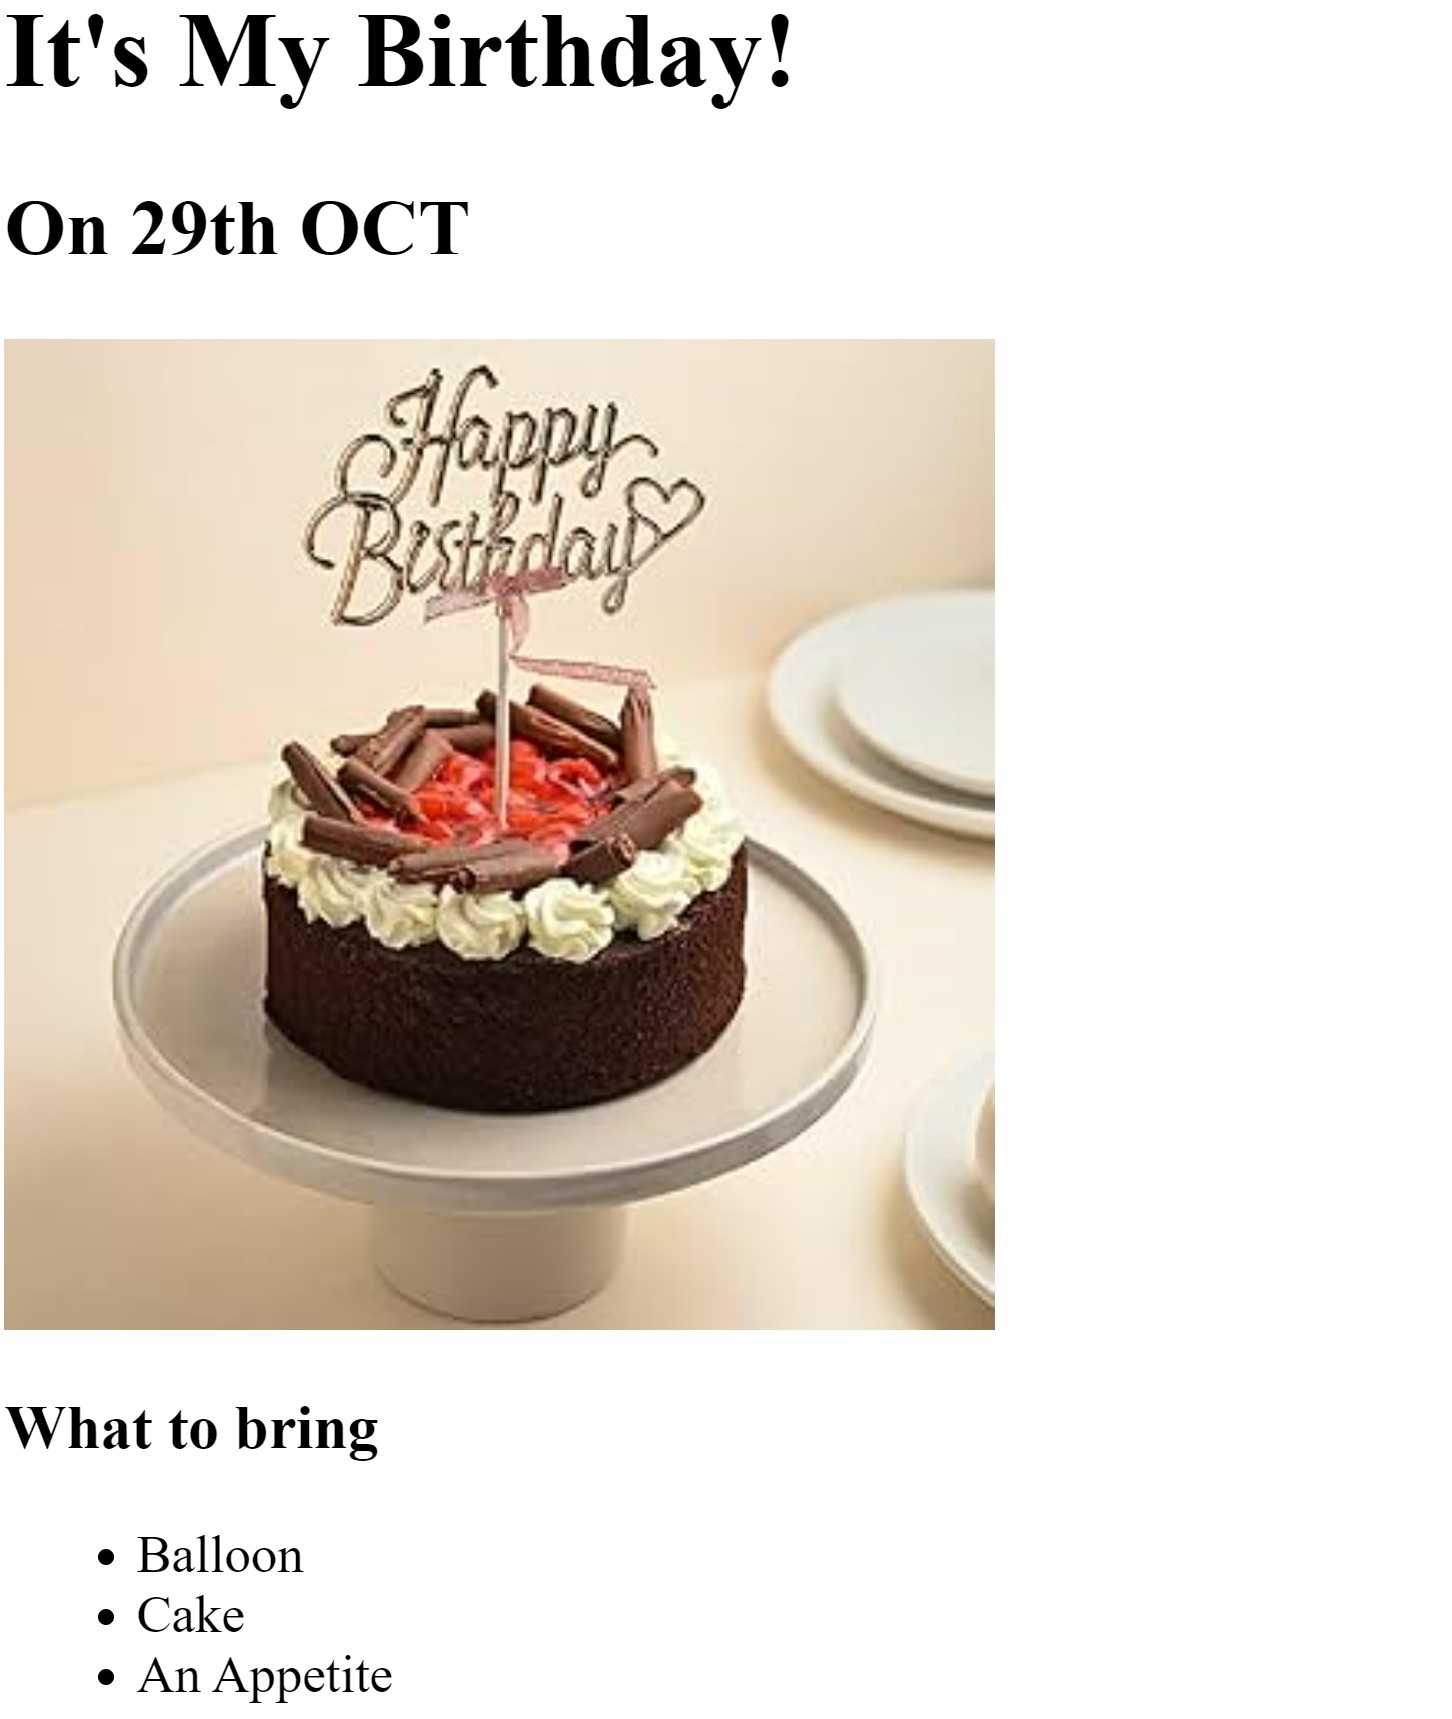 It's My Birthday!
On 29th OCT
Happy
Birthday
What to bring
Balloon
Cake
An Appetite